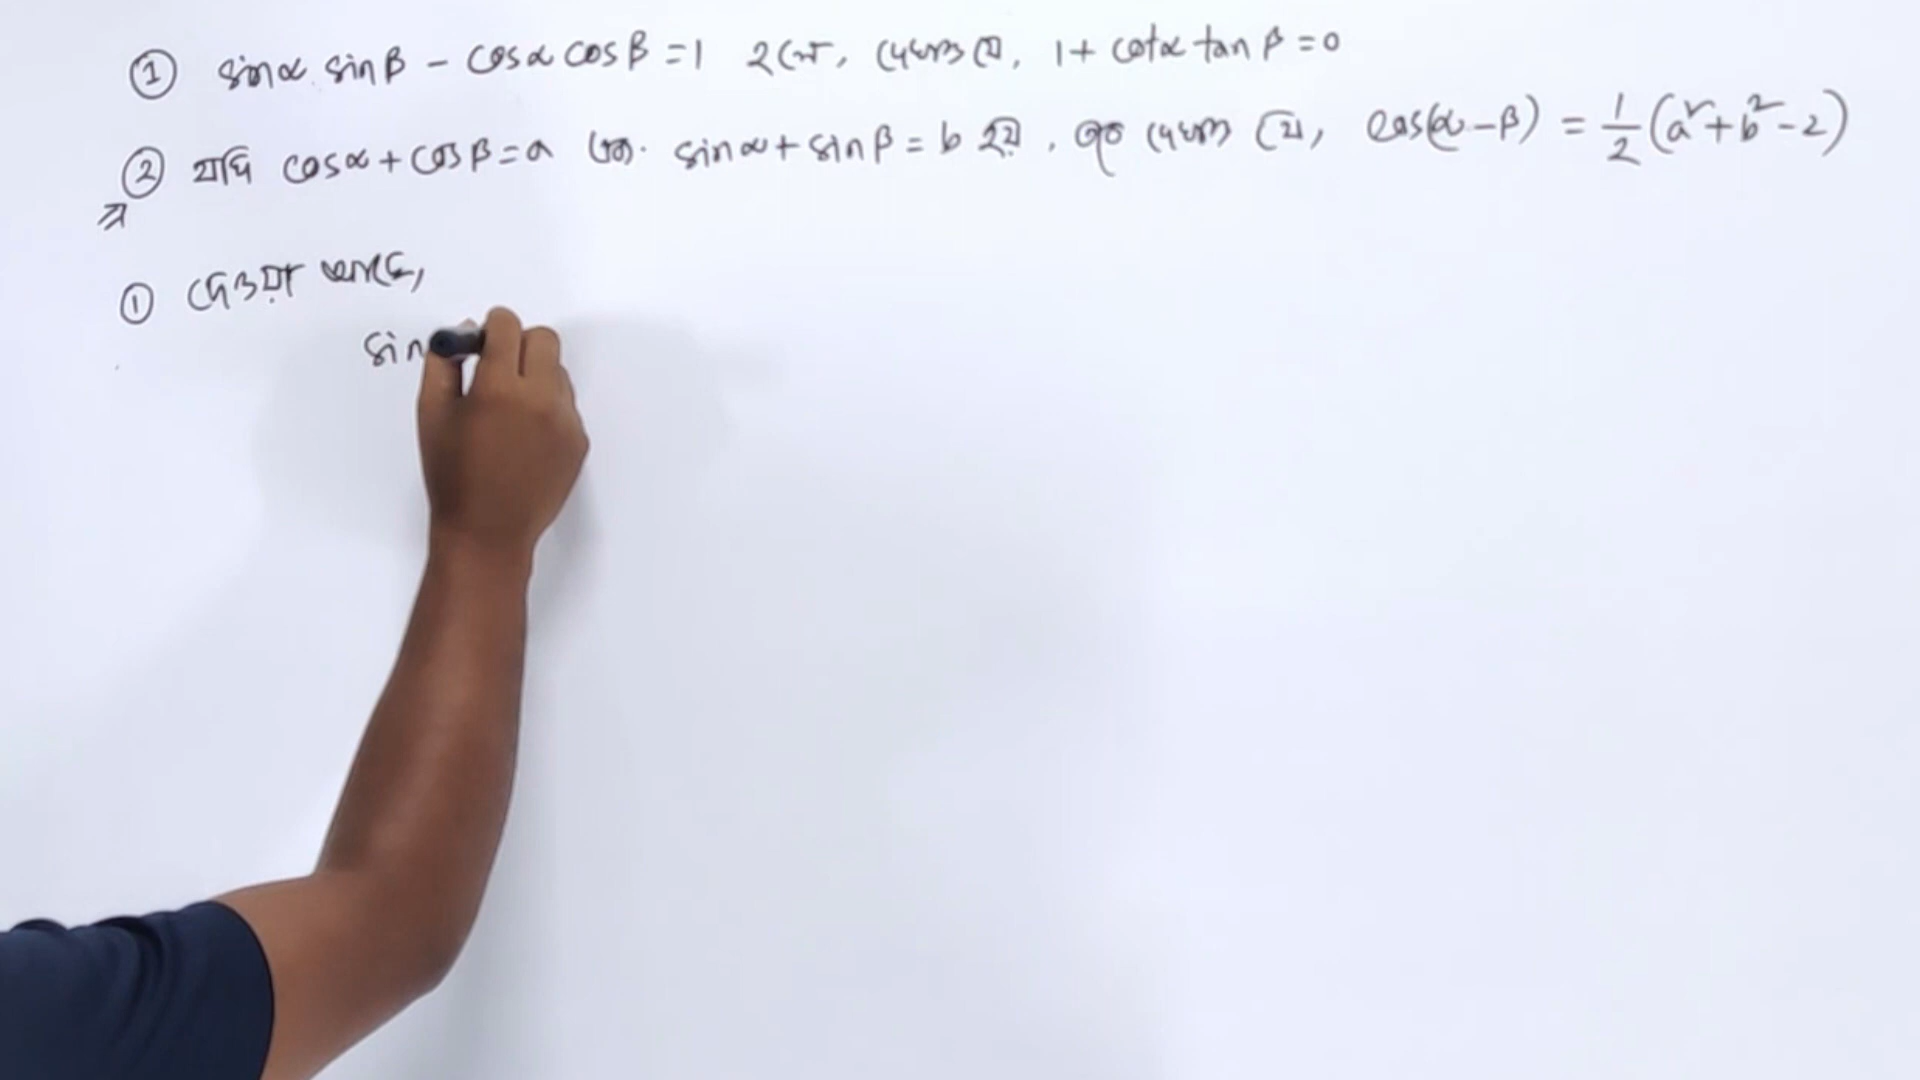 ① sinα sinβ - cosα cosβ = 1 হলে, দেখাও যে, 1 + cotα tanβ = 0
② যদি cosα + cosβ = a এবং sinα + sinβ = b হয়, তবে দেখাও যে, cos(α-β) = 1/2 (a² + b² - 2)
① দেওয়া আছে,
sin